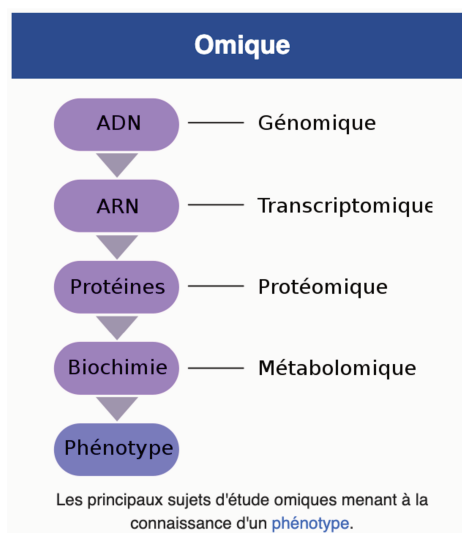 Omique
ADN Génomique
ARN Transcriptomique
Protéines Protéomique
Biochimie Métabolomique
Phénotype
Les principaux sujets d'étude omiques menant à la
connaissance d'un phénotype.